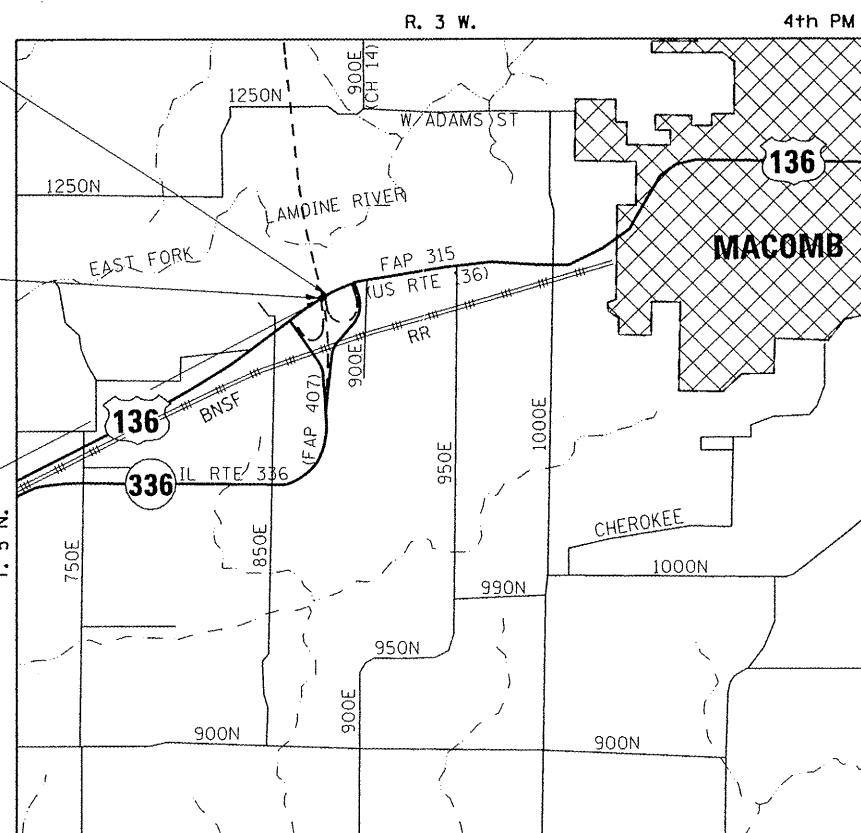 R. 3 W.
4th PM
900E
(CH 14)
1250N
W ADAMS ST
136
1250N
LAMOINE RIVER
MACOMB
EAST FORK
FAP 315
(US RTE 136)
RR
900E
BNSF
136
(FAP 407)
950E
1000E
336
IL RTE 336
CHEROKEE
750E
850E
1000N
990N
950N
900E
900N
900N